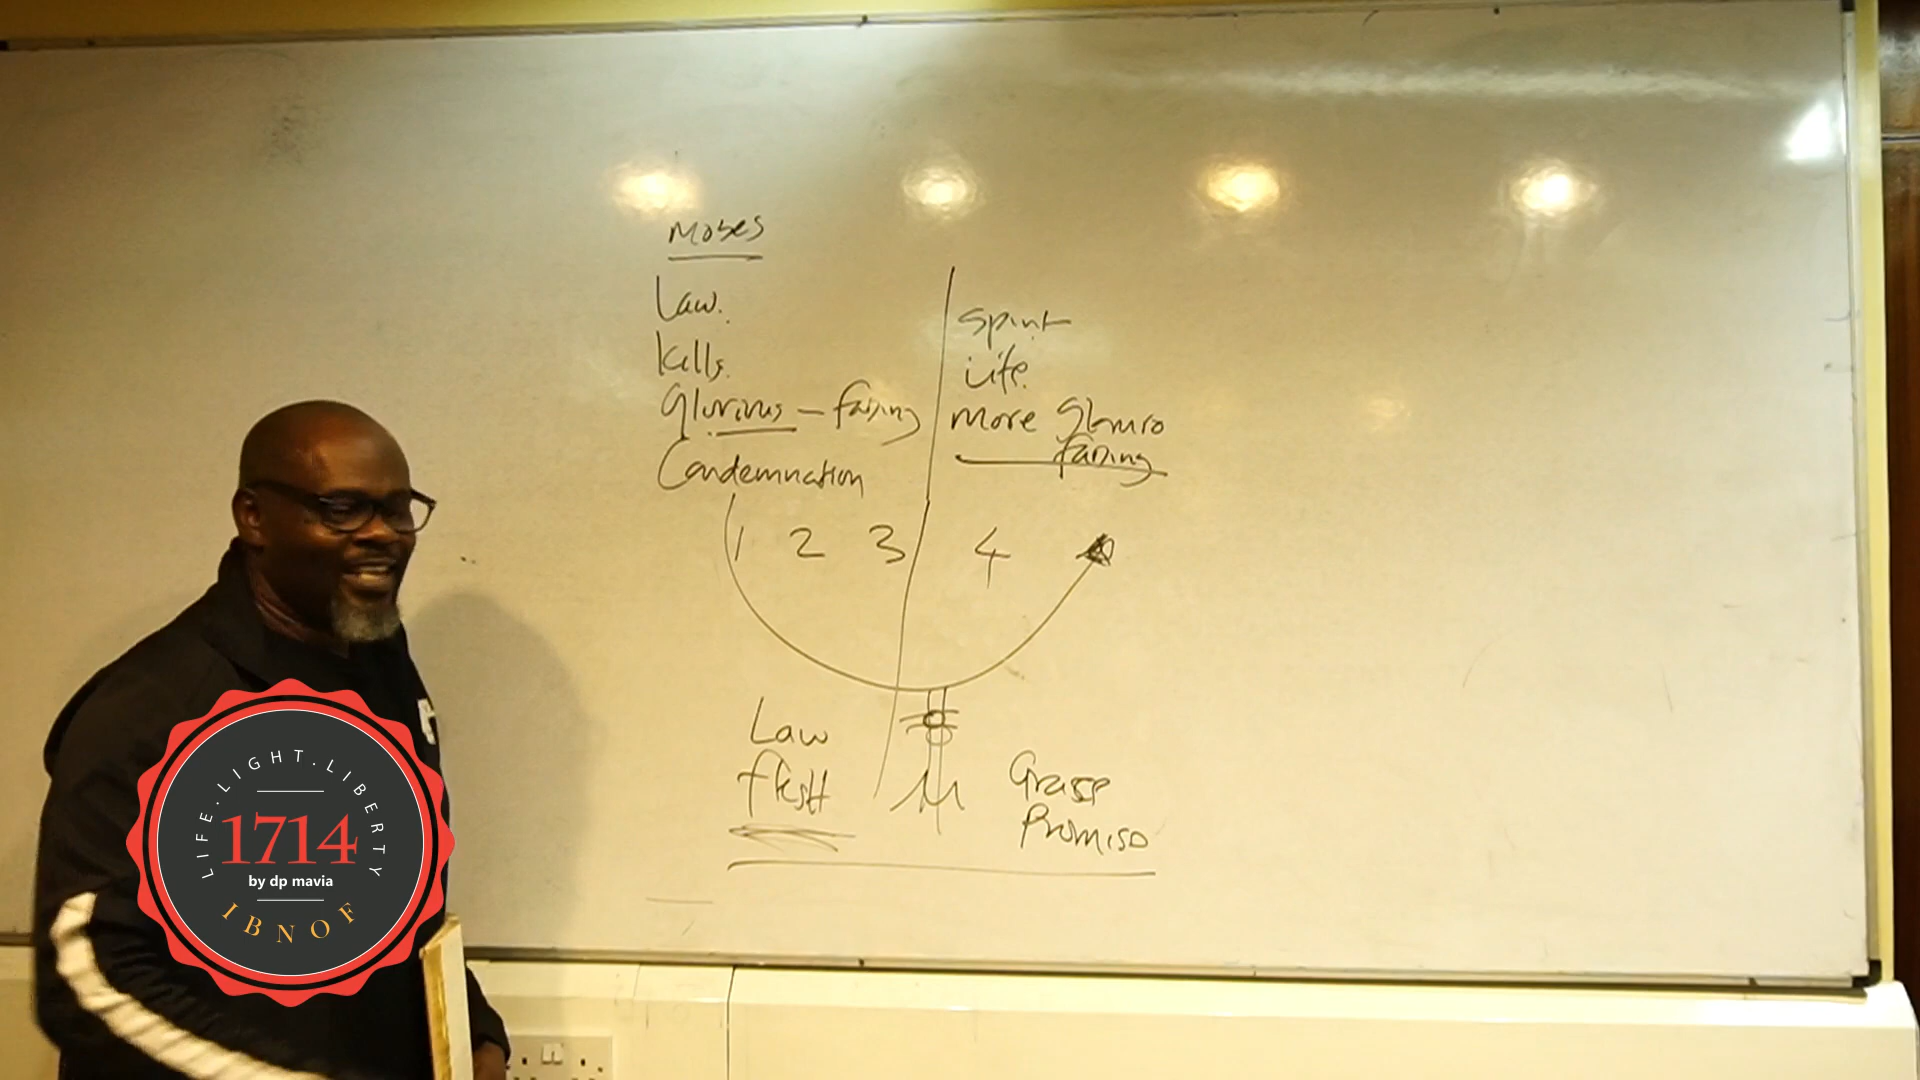 Moses
Law.
kills.
Glorious - fading
Condemnation
Spirit
Life.
more
fading
1 2 3 4
Law
flesH
Grace
Promise
LIFE.LIGHT.LIBERTY
1714
by dp mavia
IBNOF